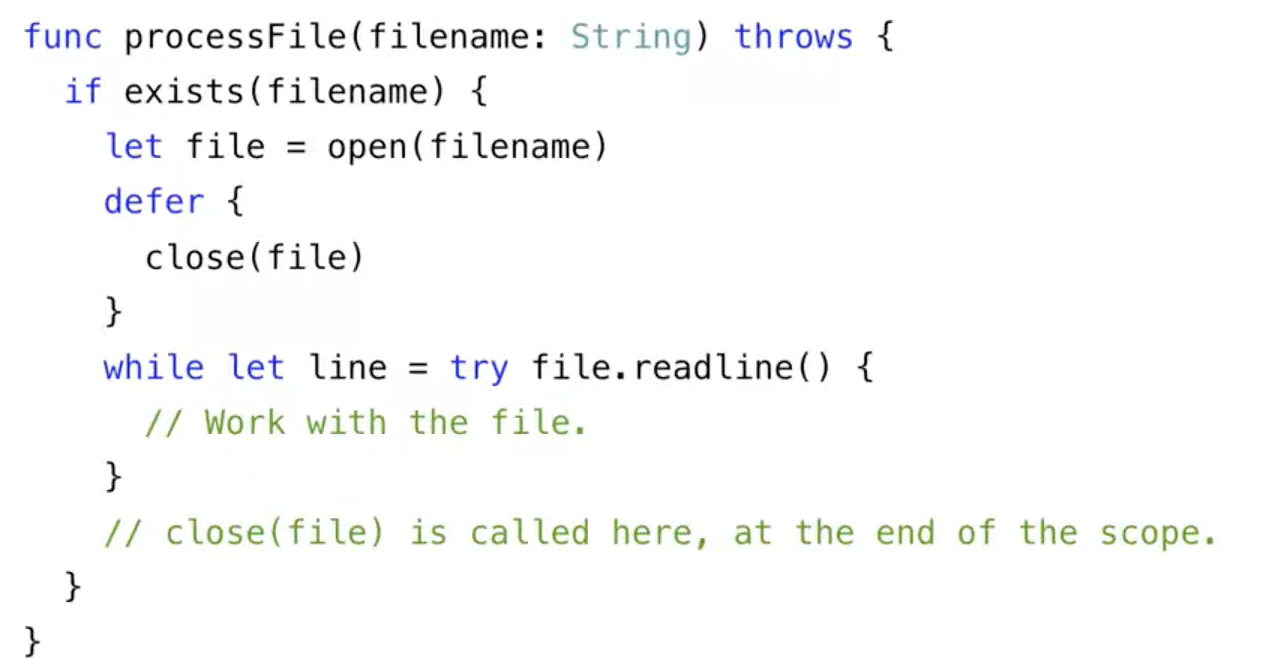 func processFile(filename: String) throws {
  if exists(filename) {
    let file = open(filename)
    defer {
      close(file)
    }
    while let line = try file.readline() {
      // Work with the file.
    }
    // close(file) is called here, at the end of the scope.
  }
}